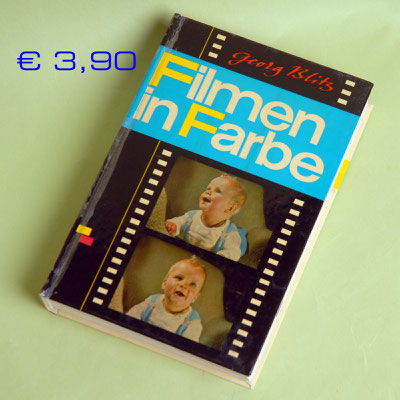 € 3,90
Georg Blitz
Filmen
in Farbe